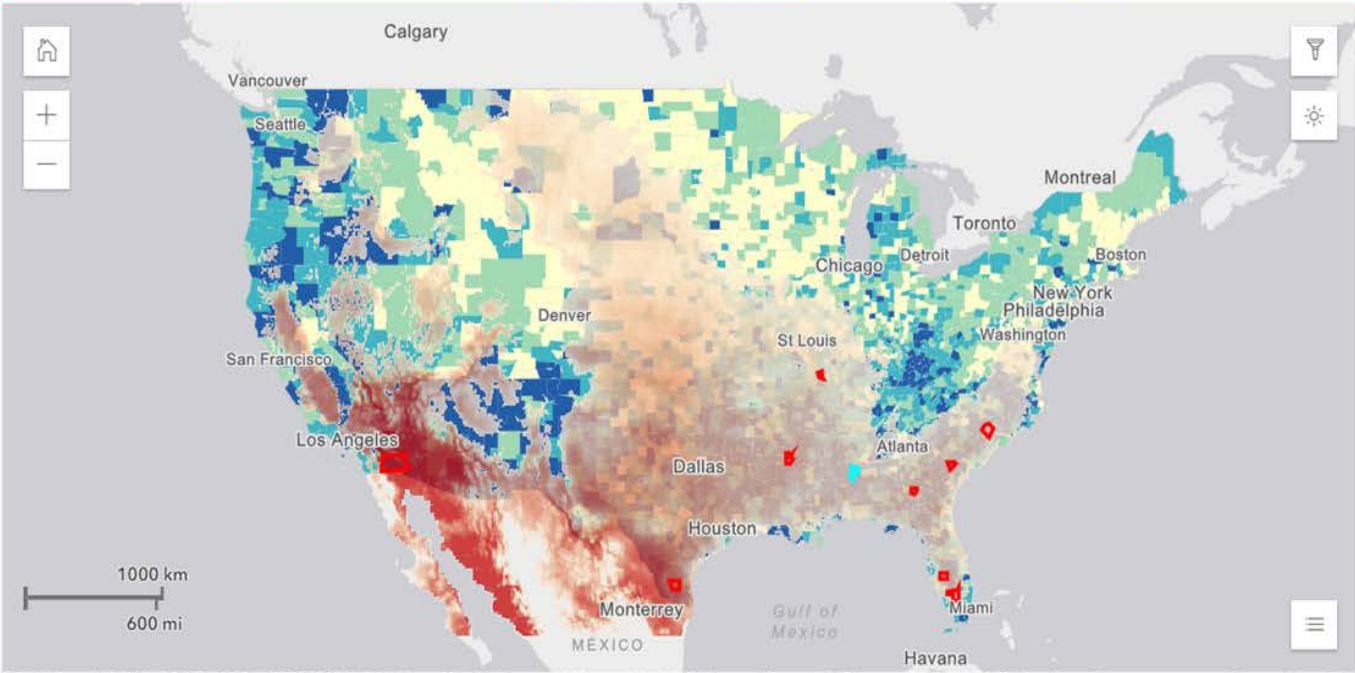 Calgary
Vancouver
Seattle
Montreal
Toronto
Boston
Chicago
Detroit
New York
Philadelphia
Denver
Washington
St Louis
San Francisco
Los Angeles
Atlanta
Dallas
Houston
1000 km
600 mi
Monterrey
Gulf of
Mexico
Miami
MÉXICO
Havana